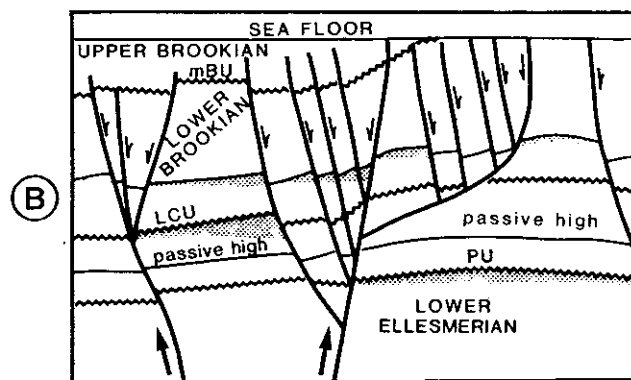 SEA FLOOR
UPPER BROOKIAN
mBU
LOWER
BROOKIAN
B
LCU
passive high
passive high
PU
LOWER
ELLESMERIAN